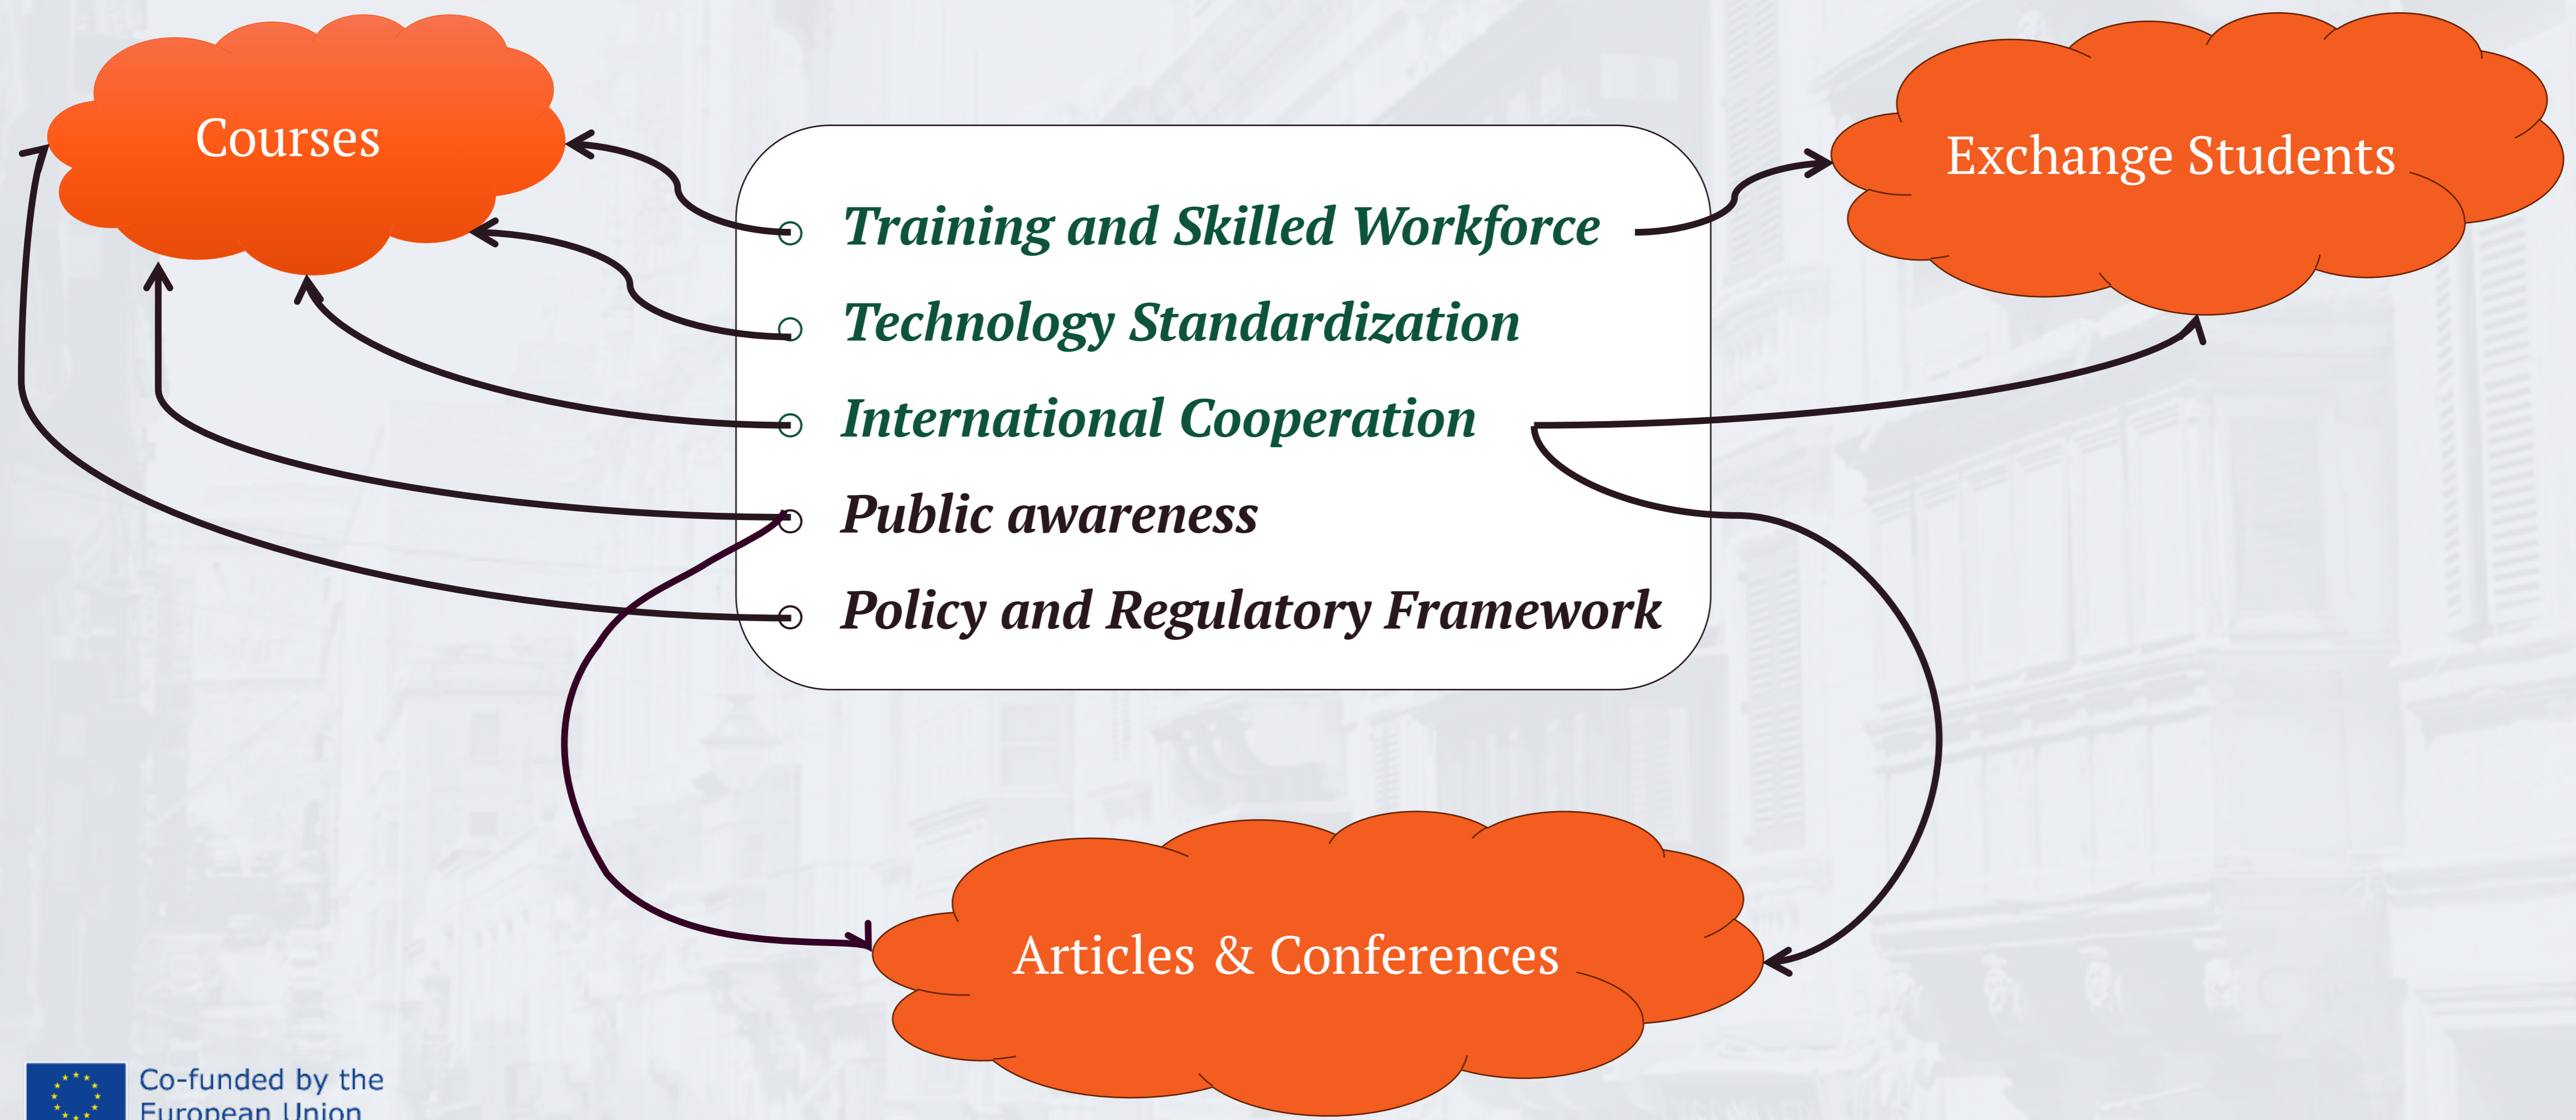 Courses
Exchange Students
Training and Skilled Workforce
Technology Standardization
International Cooperation
Public awareness
Policy and Regulatory Framework
Articles & Conferences
Co-funded by the
European Union